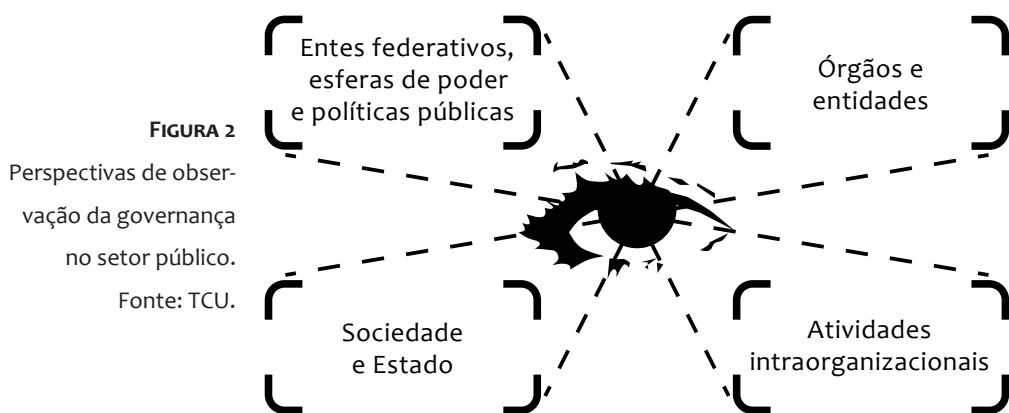 FIGURA 2
Perspectivas de obser-
vação da governança
no setor público.
Fonte: TCU.
Entes federativos,
esferas de poder
e políticas públicas
Órgãos e
entidades
Sociedade
e Estado
Atividades
intraorganizacionais